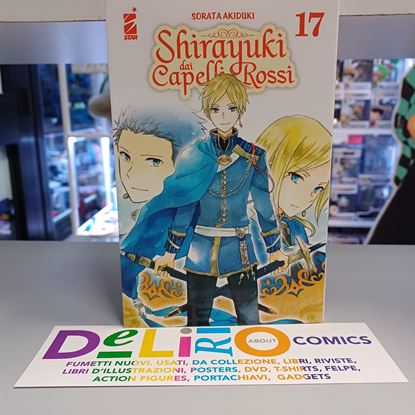 SORATA AKIDUKI
STAR
17
Shirayuki
dai
Capelli Rossi
DeLiRiO ABOUT COMICS
FUMETTI NUOVI, USATI, DA COLLEZIONE, LIBRI, RIVISTE,
LIBRI D'ILLUSTRAZIONI, POSTERS, DVD, T-SHIRTS, FELPE,
ACTION FIGURES, PORTACHIAVI, GADGETS